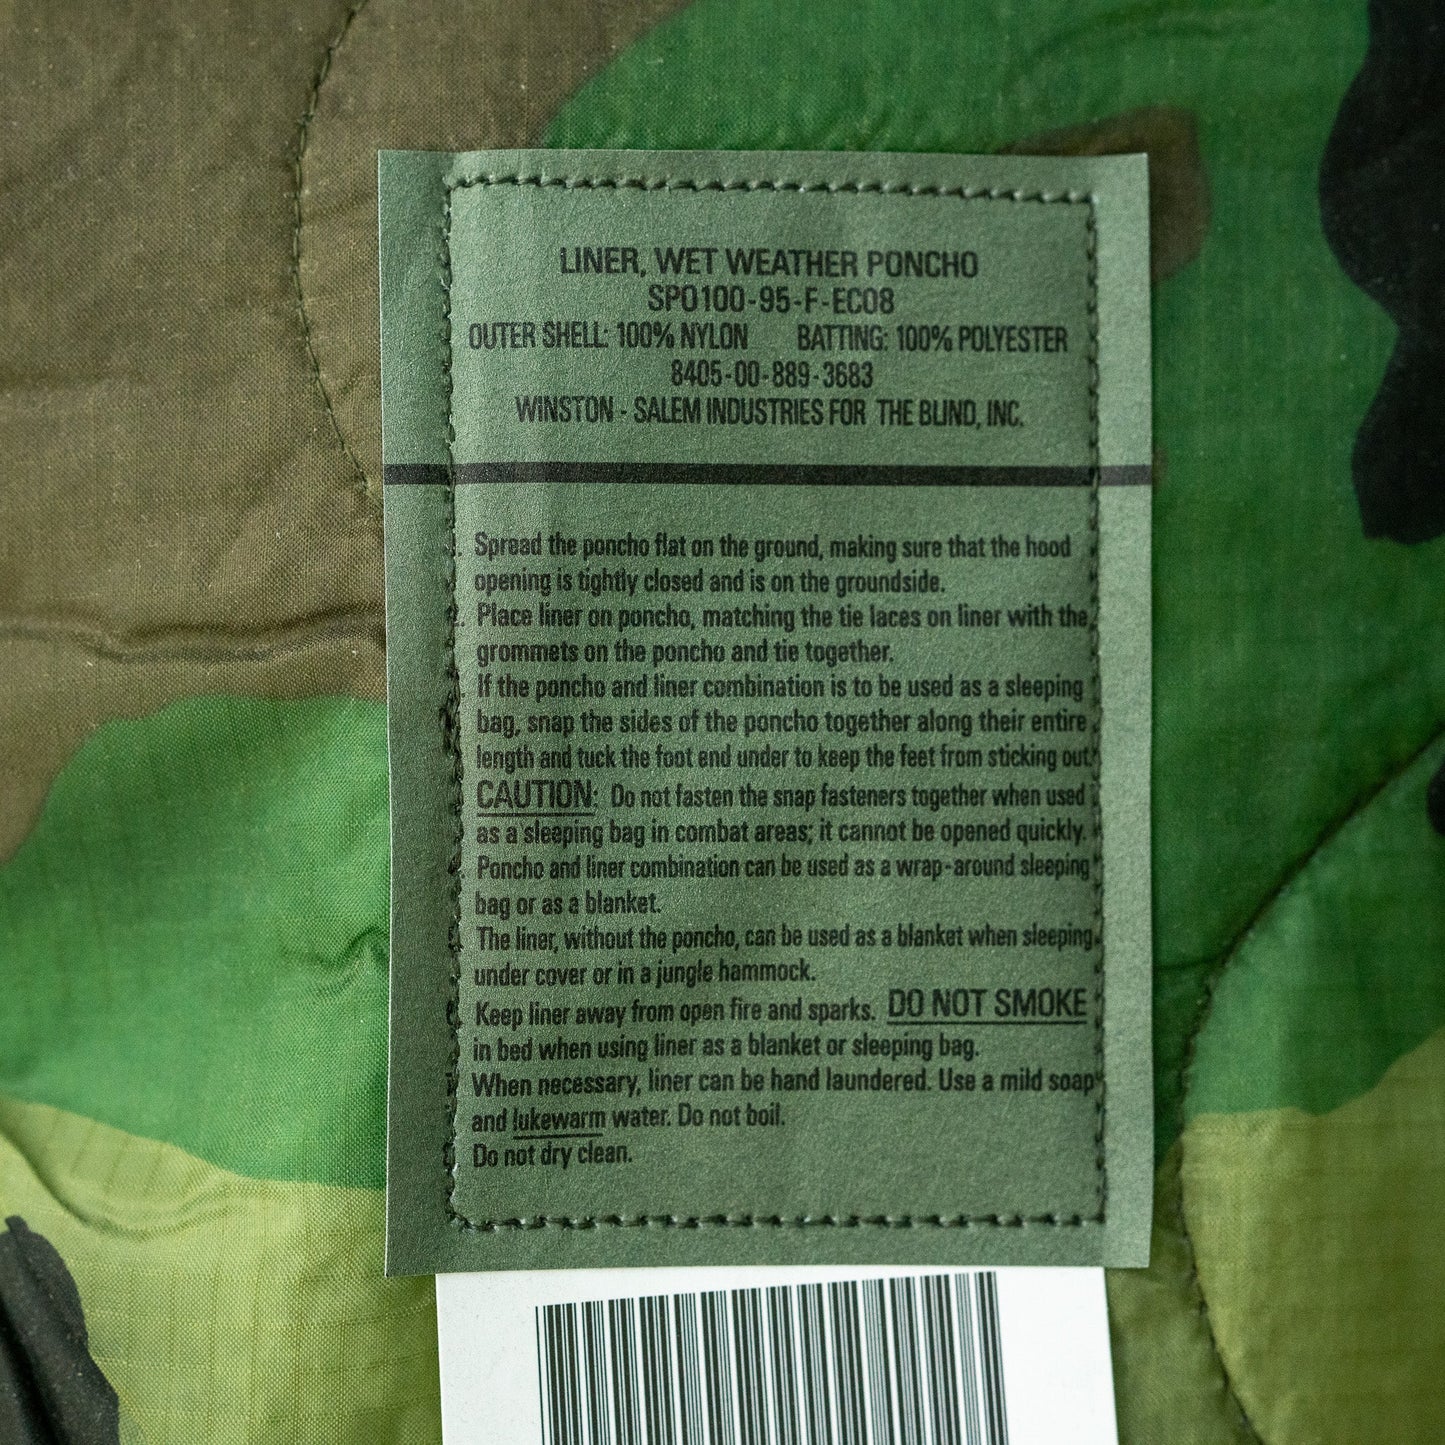 LINER, WET WEATHER PONCHO
SPO100-95-F-EC08
OUTER SHELL: 100% NYLON BATTING: 100% POLYESTER
8405-00-889-3683
WINSTON - SALEM INDUSTRIES FOR THE BLIND, INC.
Spread the poncho flat on the ground, making sure that the hood
opening is tightly closed and is on the groundside.
Place liner on poncho, matching the tie laces on liner with the
grommets on the poncho and tie together.
If the poncho and liner combination is to be used as a sleeping
bag, snap the sides of the poncho together along their entire
length and tuck the foot end under to keep the feet from sticking out.
CAUTION: Do not fasten the snap fasteners together when used
as a sleeping bag in combat areas; it cannot be opened quickly.
Poncho and liner combination can be used as a wrap-around sleeping
bag or as a blanket.
The liner, without the poncho, can be used as a blanket when sleeping
under cover or in a jungle hammock.
Keep liner away from open fire and sparks. DO NOT SMOKE
in bed when using liner as a blanket or sleeping bag.
When necessary, liner can be hand laundered. Use a mild soap
and lukewarm water. Do not boil.
Do not dry clean.